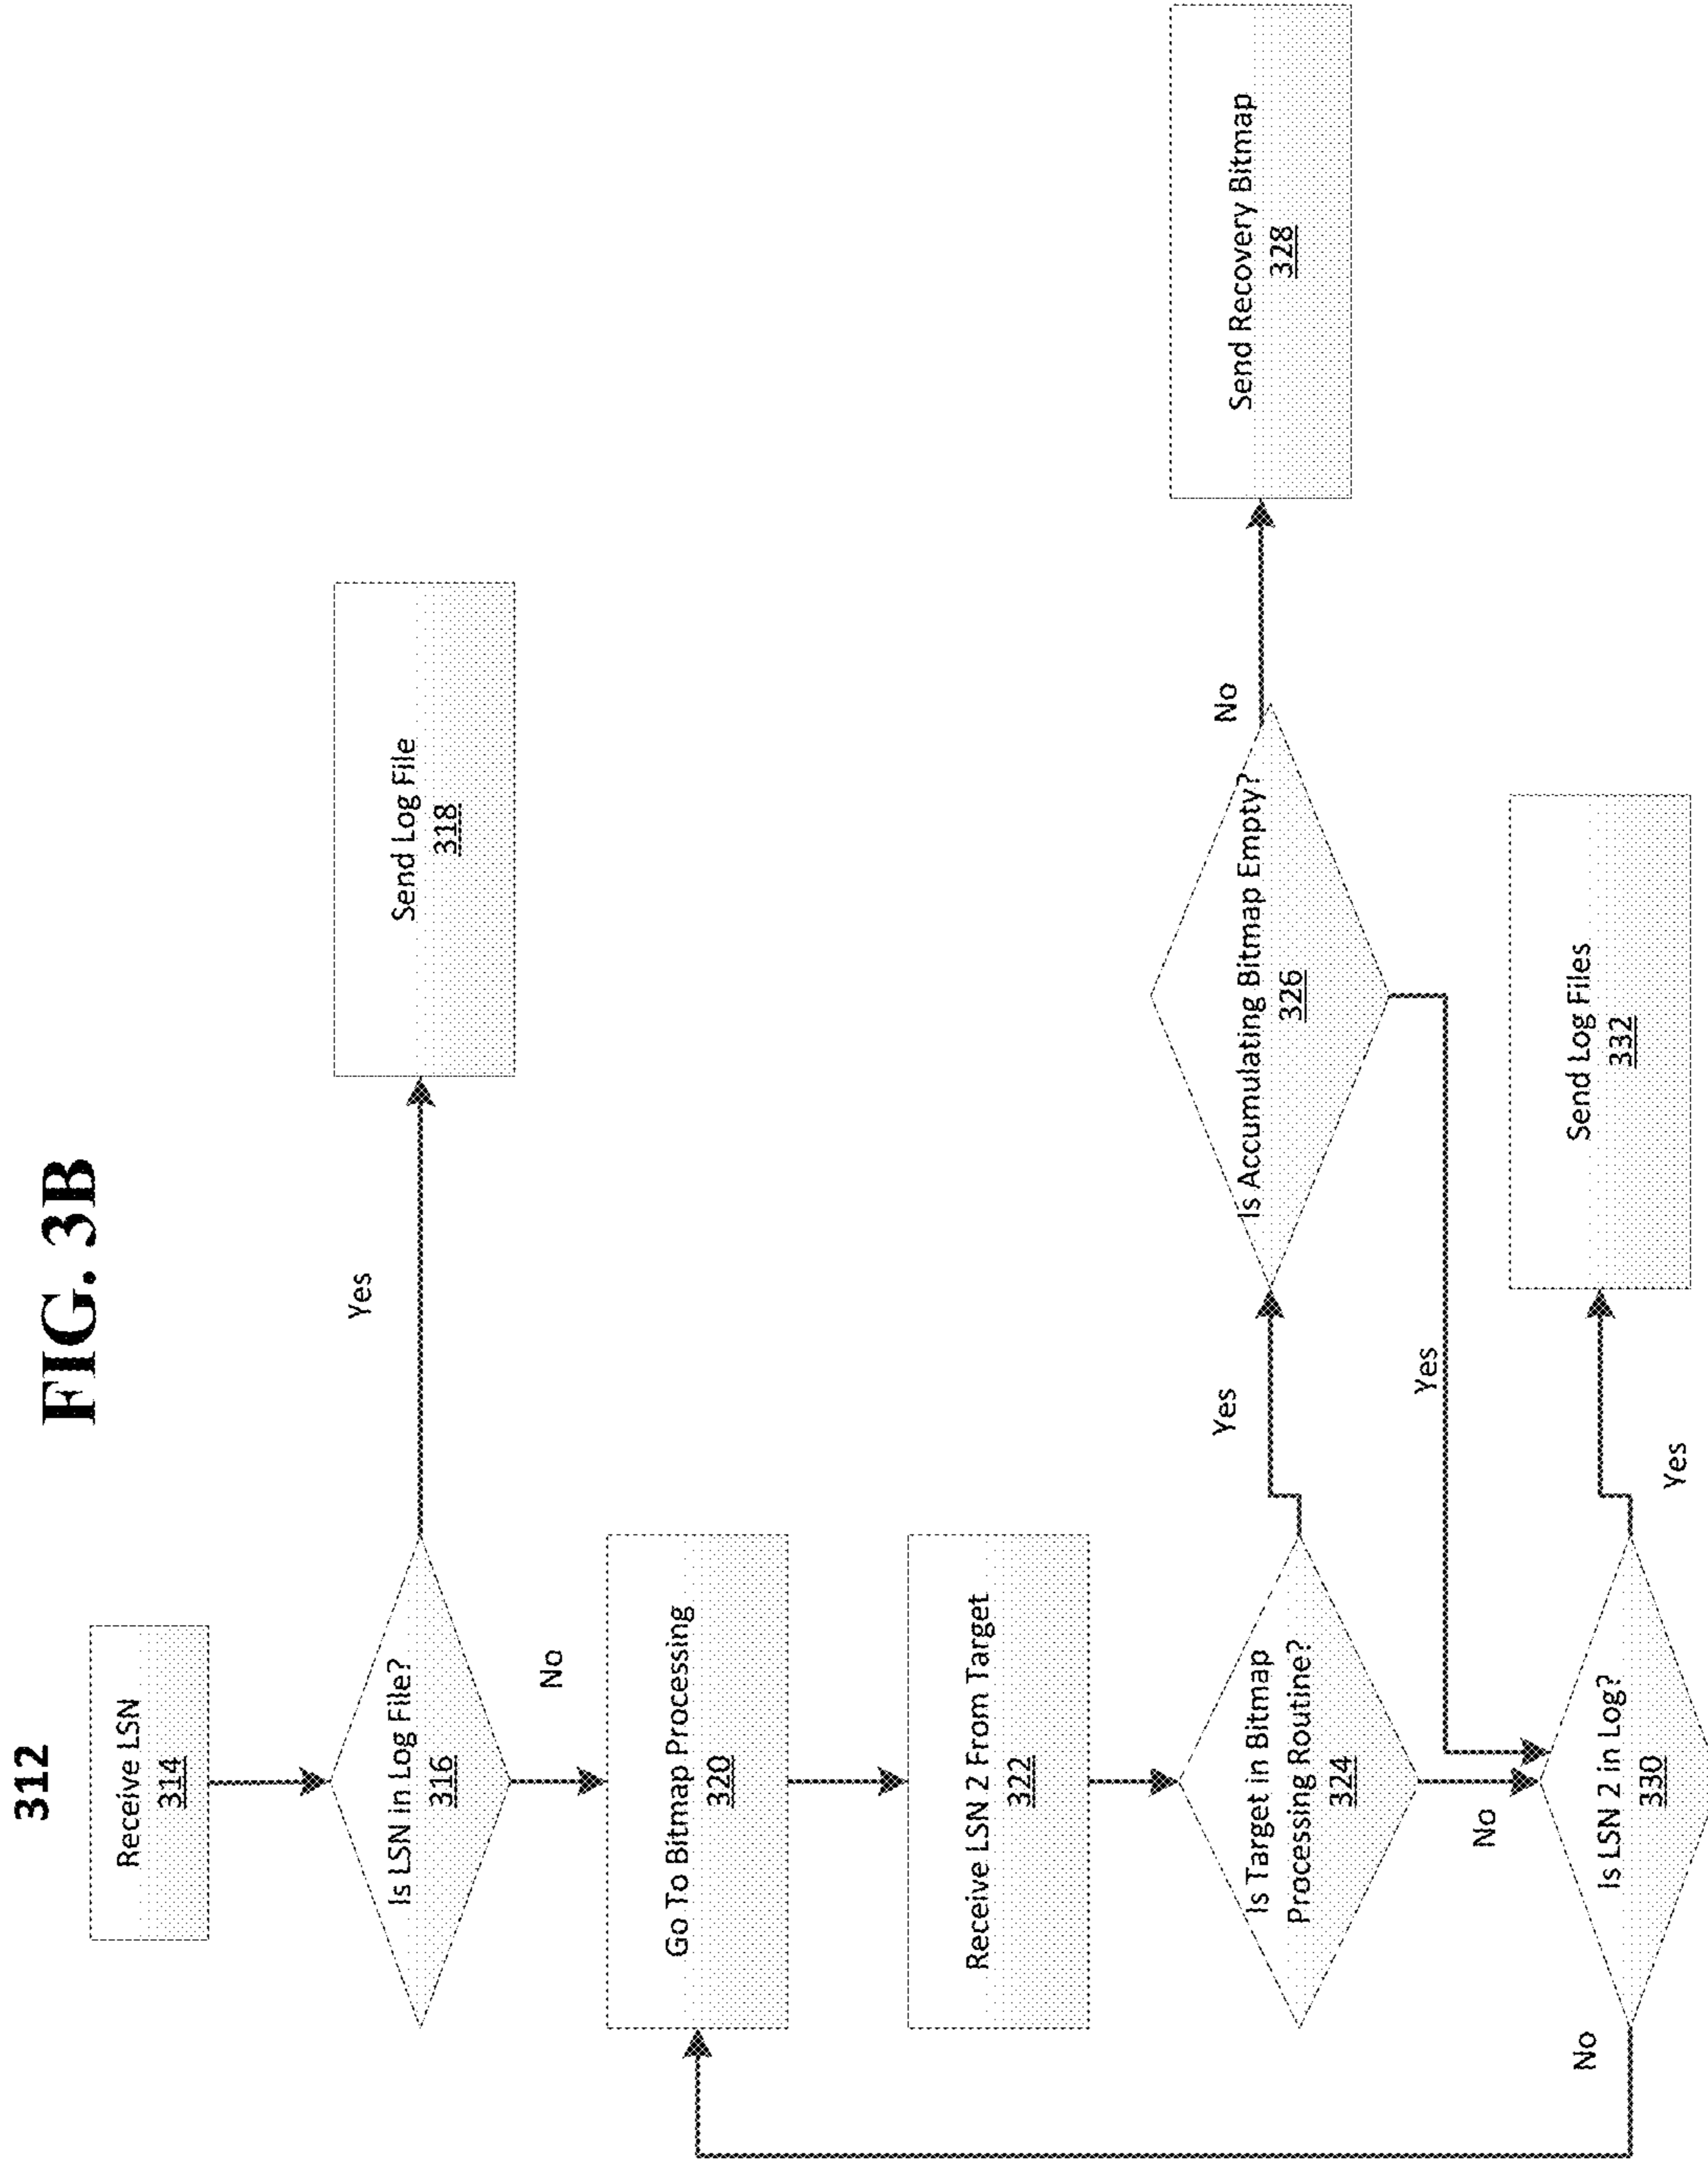 FIG. 3B
312
Receive LSN
314
Is LSN in Log File?
316
Yes
Send Log File
318
No
Go To Bitmap Processing
320
Receive LSN 2 From Target
322
Is Target in Bitmap
Processing Routine?
324
Yes
Is Accumulating Bitmap Empty?
326
No
Send Recovery Bitmap
328
Yes
No
Is LSN 2 in Log?
330
Yes
Send Log Files
332
No